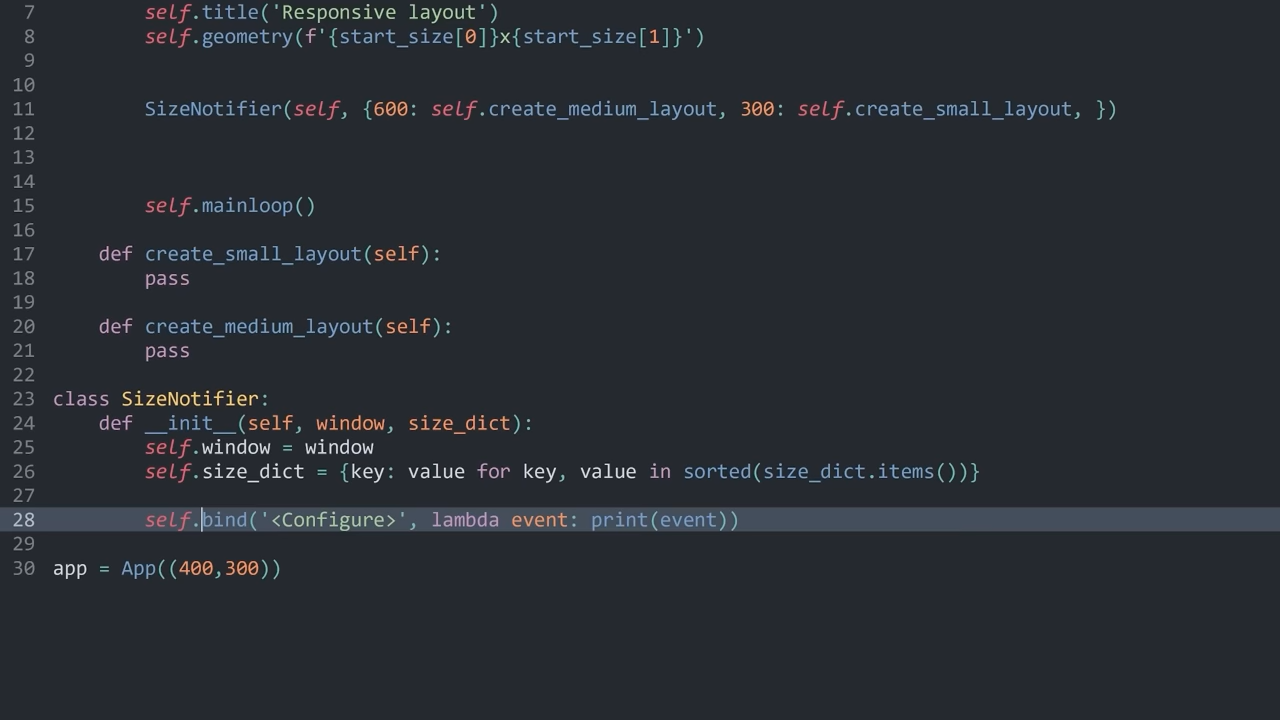 7 self.title('Responsive layout')
8 self.geometry(f'{start_size[0]}x{start_size[1]}')
9
10
11 SizeNotifier(self, {600: self.create_medium_layout, 300: self.create_small_layout, })
12
13
14
15 self.mainloop()
16
17 def create_small_layout(self):
18 pass
19
20 def create_medium_layout(self):
21 pass
22
23 class SizeNotifier:
24 def __init__(self, window, size_dict):
25 self.window = window
26 self.size_dict = {key: value for key, value in sorted(size_dict.items())}
27
28 self.bind('<Configure>', lambda event: print(event))
29
30 app = App((400,300))